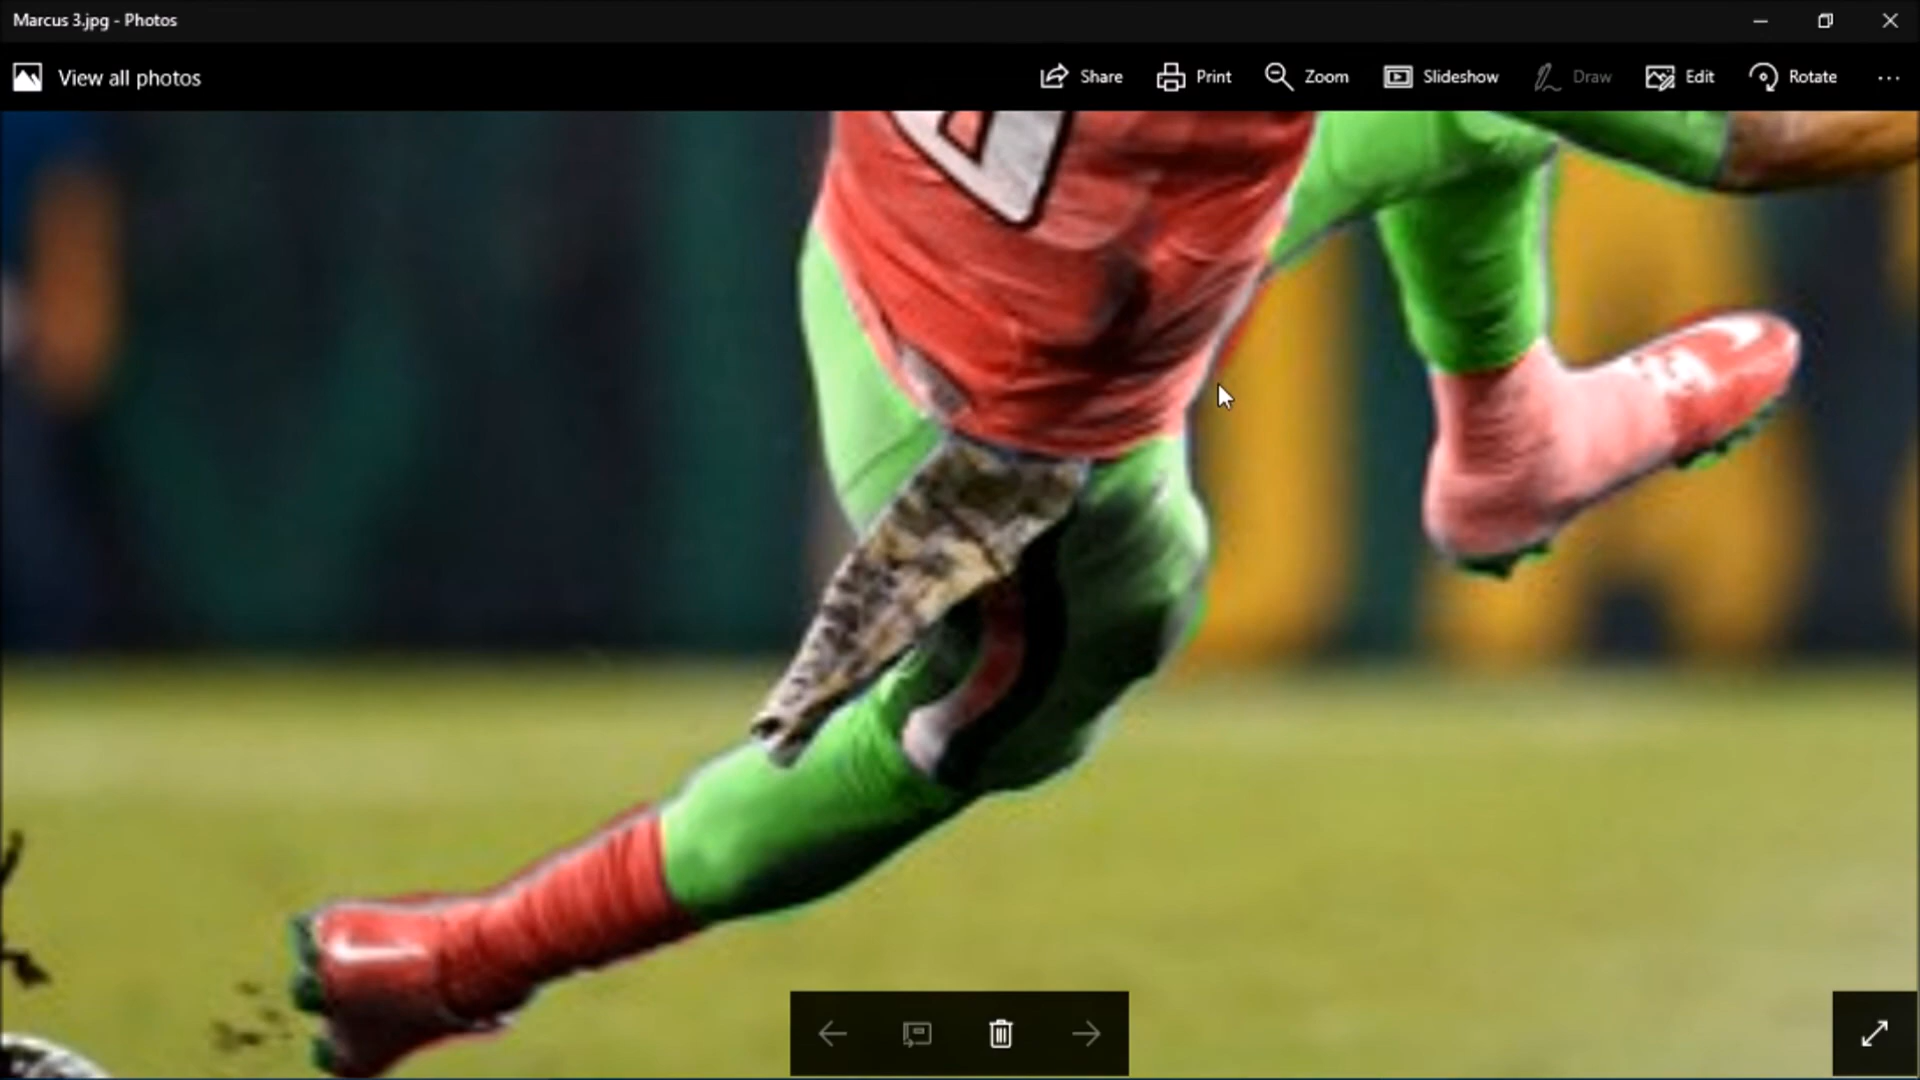 Marcus 3.jpg - Photos
View all photos
Share
Print
Zoom
Slideshow
Draw
Edit
Rotate